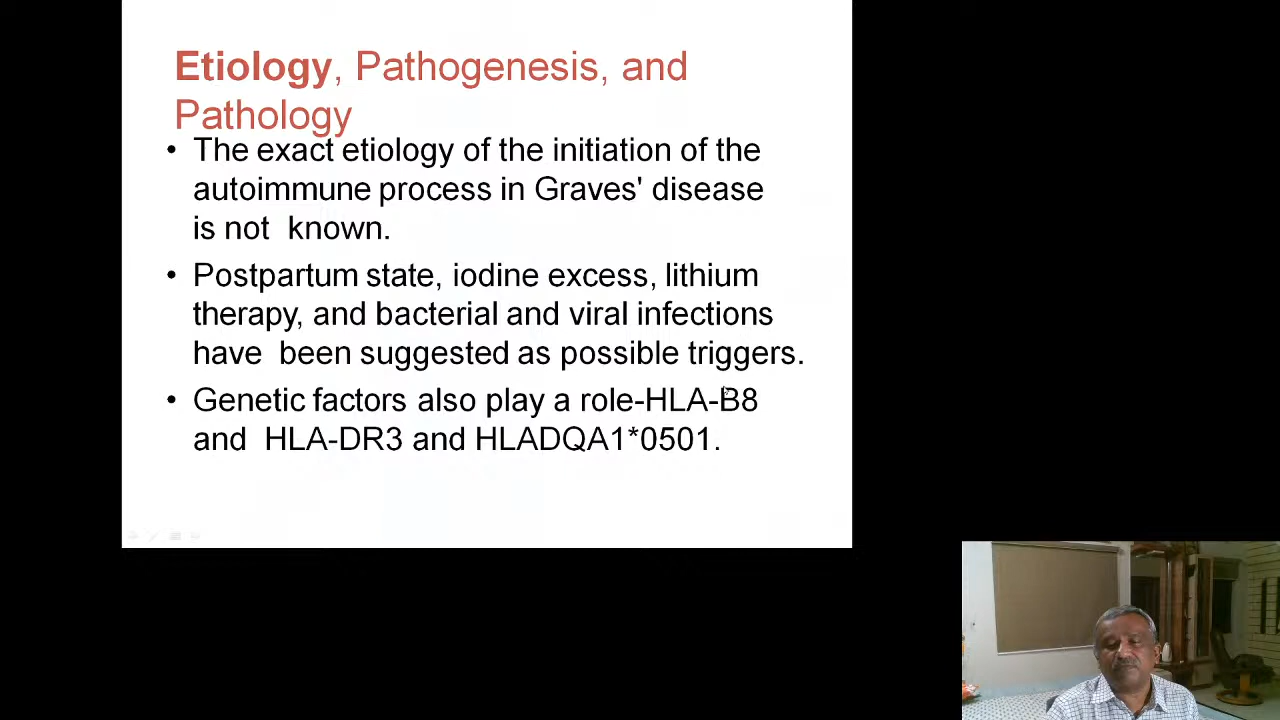 Etiology, Pathogenesis, and
Pathology
• The exact etiology of the initiation of the
autoimmune process in Graves' disease
is not  known.
• Postpartum state, iodine excess, lithium
therapy, and bacterial and viral infections
have  been suggested as possible triggers.
• Genetic factors also play a role-HLA-B8
and  HLA-DR3 and HLADQA1*0501.